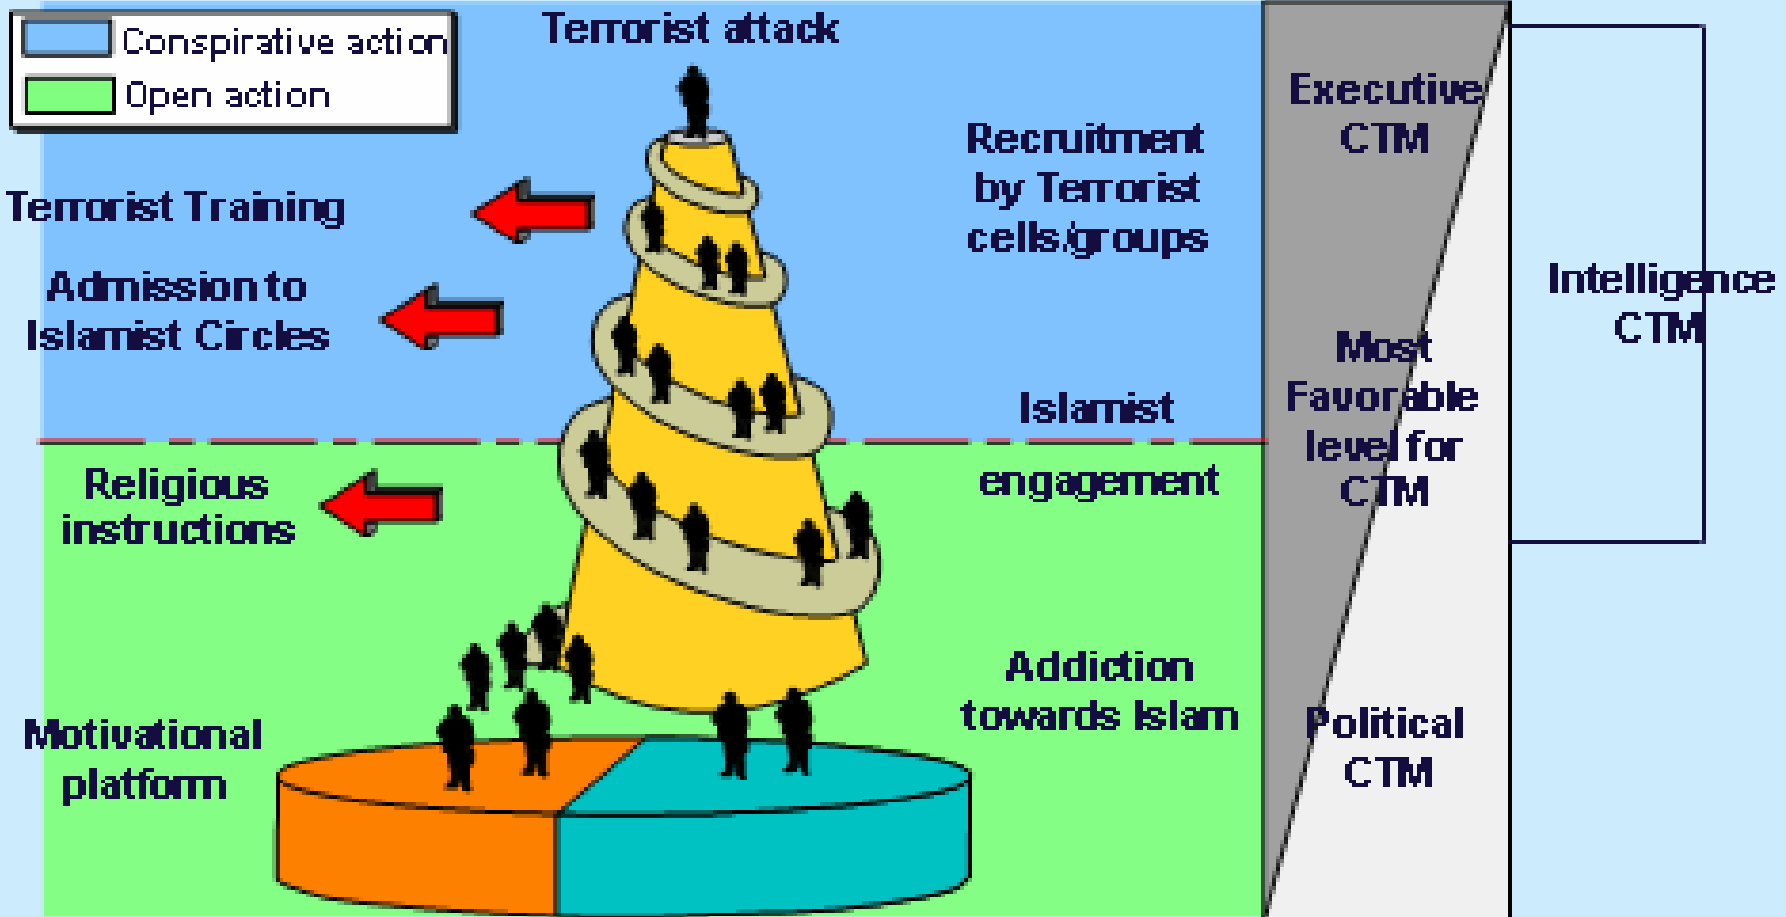 Conspirative action
Open action
Terrorist attack
Terrorist Training
Admission to
Islamist Circles
Religious
instructions
Motivational
platform
Recruitment
by Terrorist
cells/groups
Islamist
engagement
Addiction
towards Islam
Executive
CTM
Most
Favorable
level for
CTM
Political
CTM
Intelligence
CTM